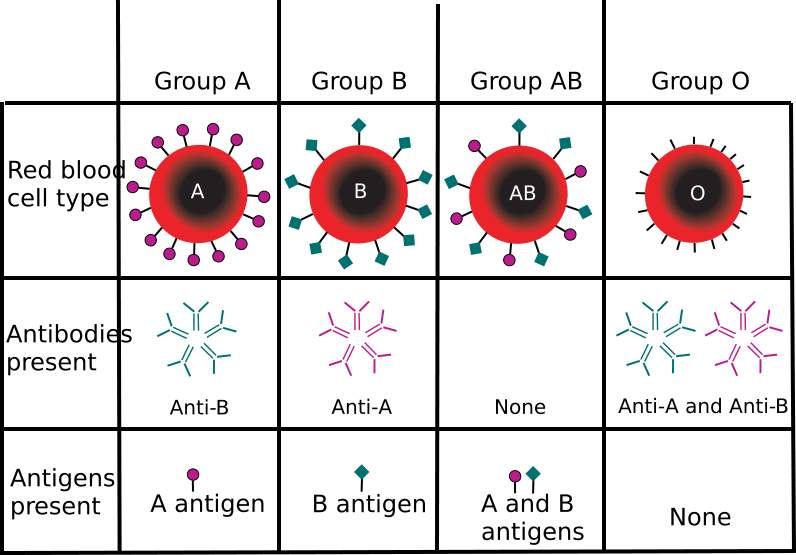 Group A
Group B
Group AB
Group O
Red blood
cell type
A
B
AB
O
Antibodies
present
Anti-B
Anti-A
None
Anti-A and Anti-B
Antigens
present
A antigen
B antigen
A and B
antigens
None